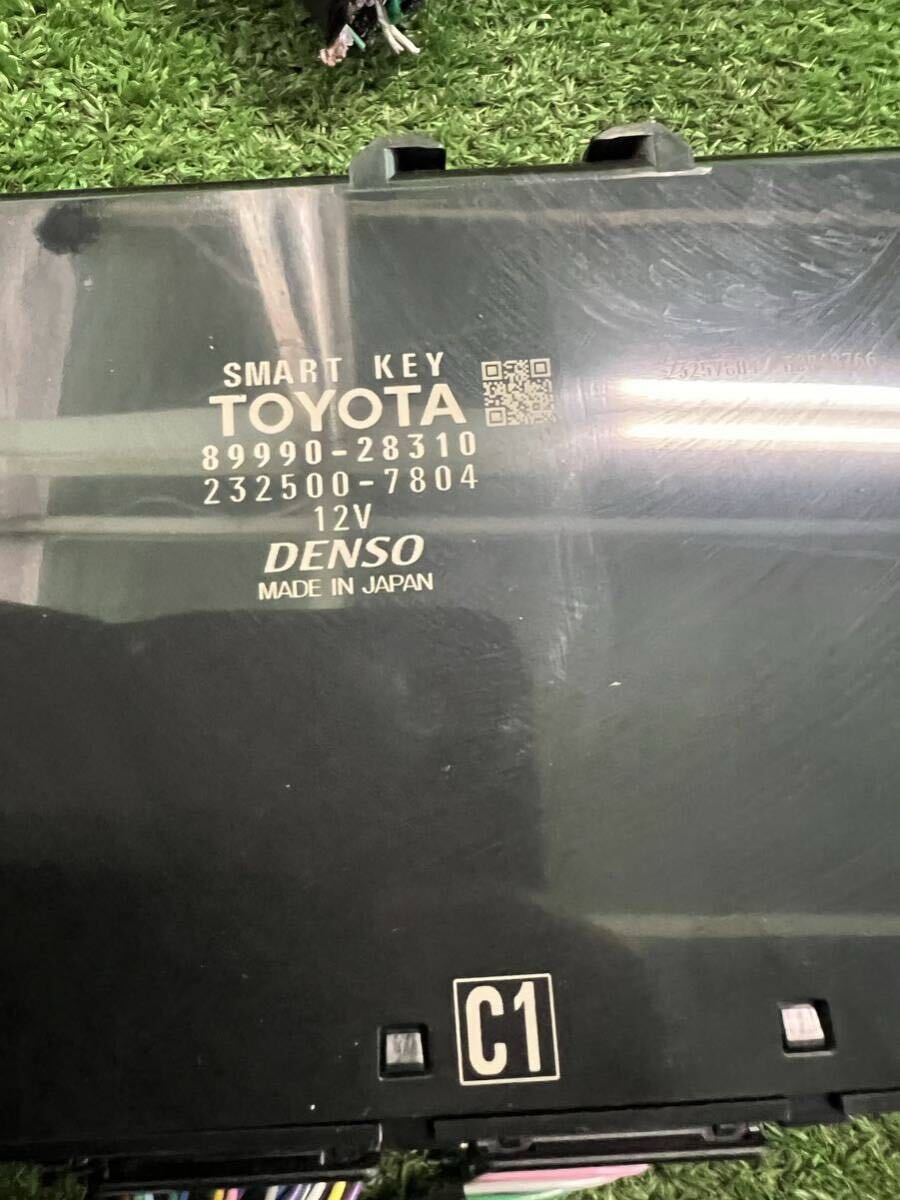 SMART KEY
TOYOTA
89990-28310
232500-7804
12V
DENSO
MADE IN JAPAN
C1